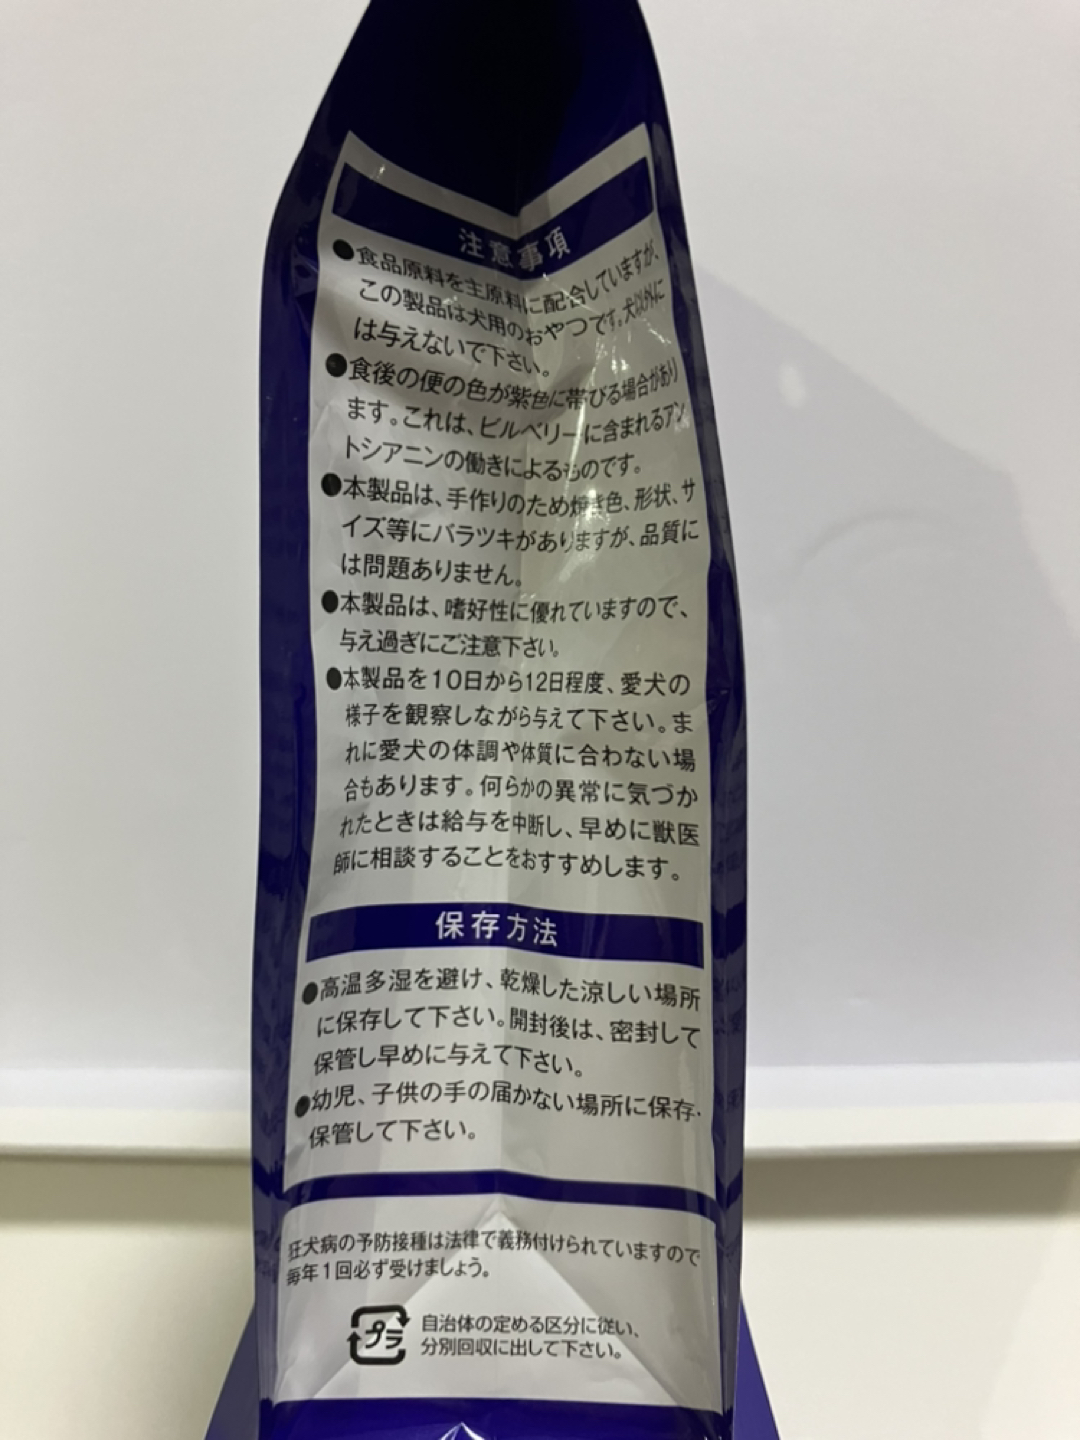 注意事項
●食品原料を主原料に配合していますが、
この製品は犬用のおやつです。犬以外に
は与えないで下さい。
●食後の便の色が紫色に帯びる場合があり
ます。これは、ビルベリーに含まれるアン
トシアニンの働きによるものです。
●本製品は、手作りのため焼き色、形状、サ
イズ等にバラツキがありますが、品質に
は問題ありません。
●本製品は、嗜好性に優れていますので、
与え過ぎにご注意下さい。
●本製品を10日から12日程度、愛犬の
様子を観察しながら与えて下さい。ま
れに愛犬の体調や体質に合わない場
合もあります。何らかの異常に気づか
れたときは給与を中断し、早めに獣医
師に相談することをおすすめします。
保存方法
●高温多湿を避け、乾燥した涼しい場所
に保存して下さい。開封後は、密封して
保管し早めに与えて下さい。
●幼児、子供の手の届かない場所に保存・
保管して下さい。
狂犬病の予防接種は法律で義務付けられていますので
毎年1回必ず受けましょう。
プラ
自治体の定める区分に従い、
分別回収に出して下さい。